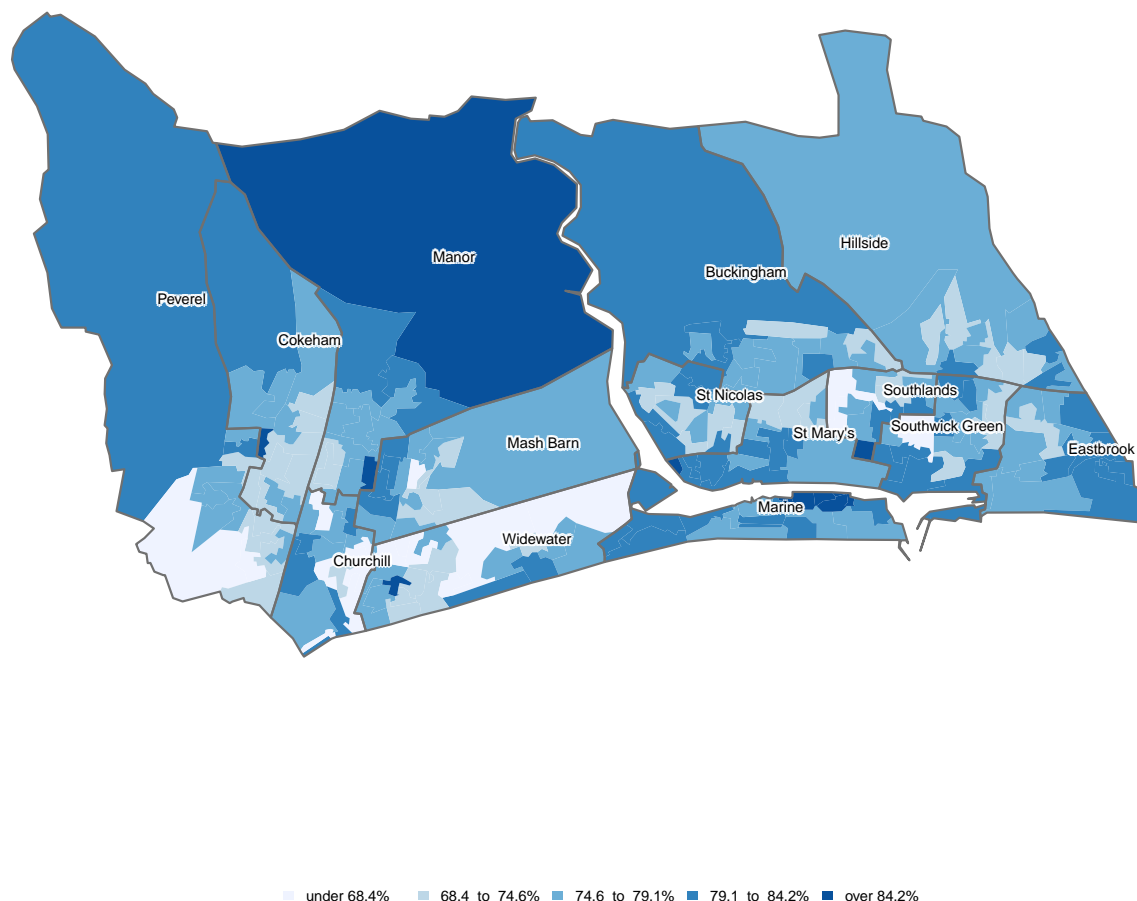 Hillside
Manor
Buckingham
Peverel
Cokeham
Southlands
St Nicolas
Southwick Green
St Mary's
Mash Barn
Eastbrook
Marine
Widewater
Churchill
under 68.4% 68.4 to 74.6% 74.6 to 79.1% 79.1 to 84.2% over 84.2%